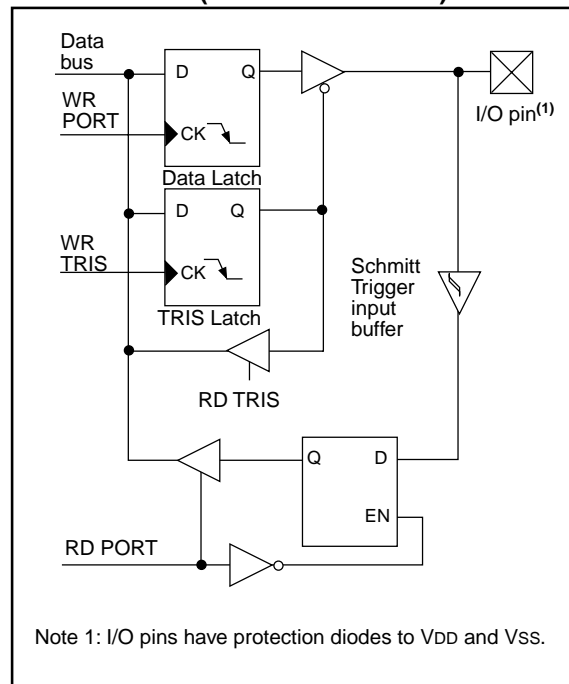 Data
bus
D Q
WR
PORT
CK
I/O pin(1)
Data Latch
D Q
WR
TRIS
CK
Schmitt
Trigger
input
buffer
TRIS Latch
RD TRIS
Q D
EN
RD PORT
Note 1: I/O pins have protection diodes to VDD and VSS.